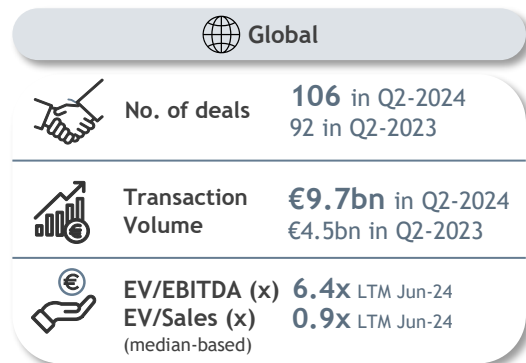 Global
No. of deals
106 in Q2-2024
92 in Q2-2023
Transaction
Volume
€9.7bn in Q2-2024
€4.5bn in Q2-2023
€
€
EV/EBITDA (x) 6.4x LTM Jun-24
EV/Sales (x) 0.9x LTM Jun-24
(median-based)